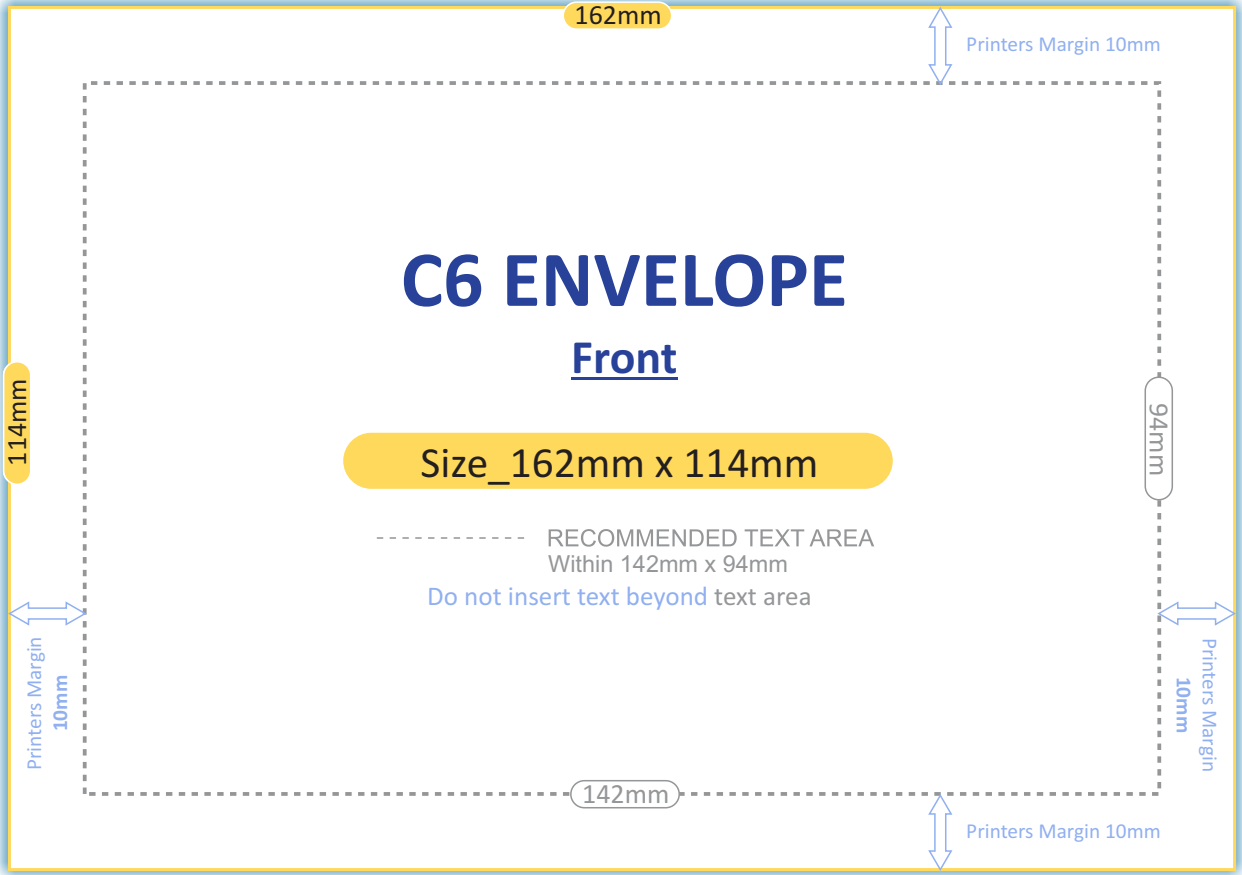 162mm
Printers Margin 10mm
C6 ENVELOPE
Front
114mm
94mm
Size_162mm x 114mm
RECOMMENDED TEXT AREA
Within 142mm x 94mm
Do not insert text beyond text area
Printers Margin
10mm
Printers Margin
10mm
142mm
Printers Margin 10mm